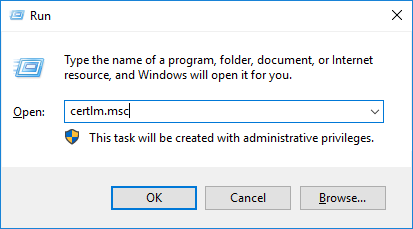 Run
Type the name of a program, folder, document, or Internet
resource, and Windows will open it for you.
Open: certlm.msc
This task will be created with administrative privileges.
OK Cancel Browse...